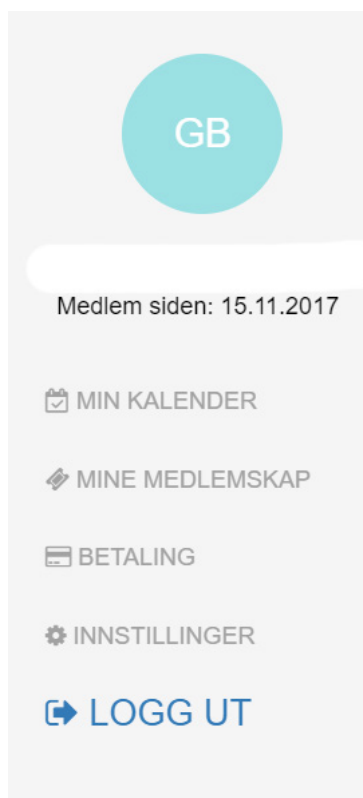 GB
Medlem siden: 15.11.2017
MIN KALENDER
MINE MEDLEMSKAP
BETALING
INNSTILLINGER
LOGG UT